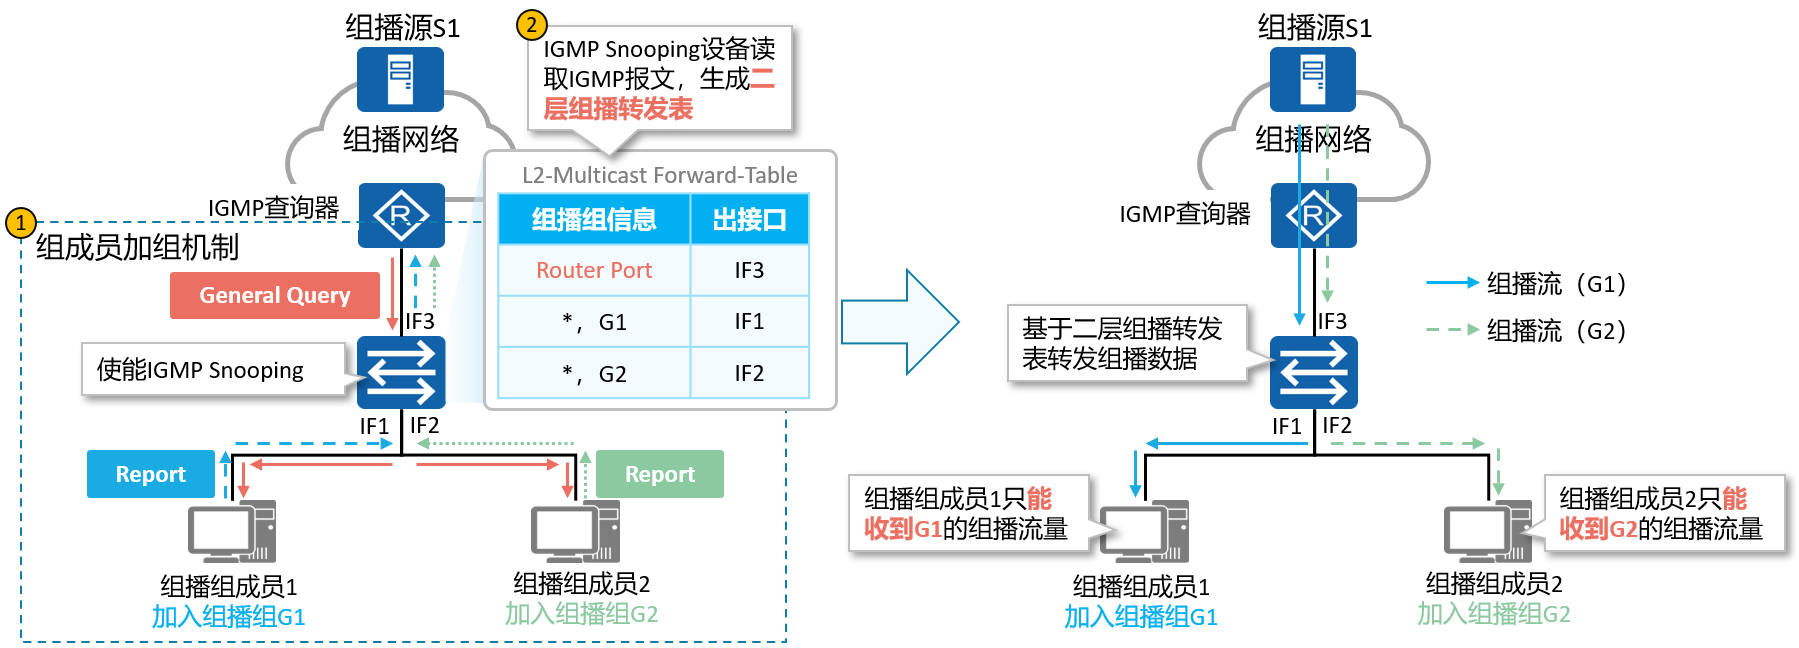 组播源S1
组播网络
2
IGMP Snooping设备读
取IGMP报文，生成二
层组播转发表
IGMP查询器
1
组成员加组机制
General Query
IF3
使能IGMP Snooping
L2-Multicast Forward-Table
组播组信息 出接口
Router Port IF3
*，G1 IF1
*，G2 IF2
IF1 IF2
Report
Report
组播组成员1
加入组播组G1
组播组成员2
加入组播组G2
组播源S1
组播网络
IGMP查询器
组播流（G1）
组播流（G2）
基于二层组播转发
表转发组播数据
IF3
IF1 IF2
组播组成员1只能
收到G1的组播流量
组播组成员2只能
收到G2的组播流量
组播组成员1
加入组播组G1
组播组成员2
加入组播组G2